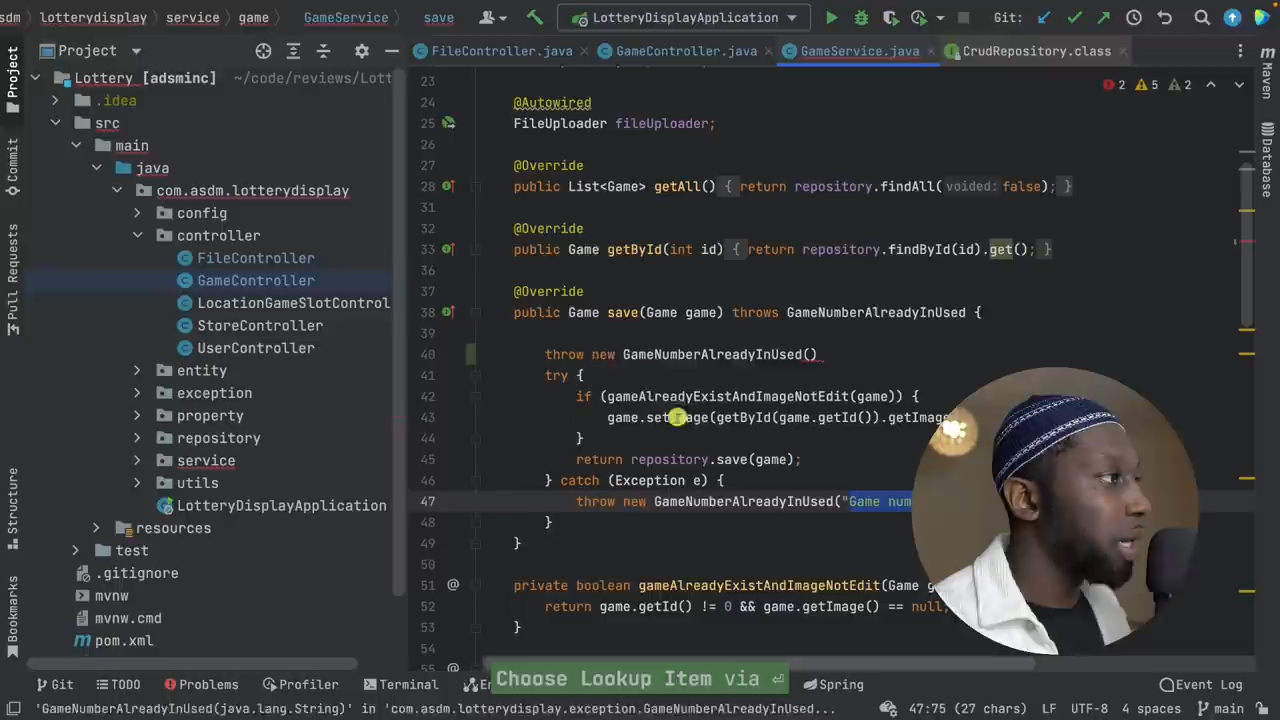 sdm lotterydisplay service game GameService save LotteryDisplayApplication Git:
Project FileController.java GameController.java GameService.java CrudRepository.class
Lottery [adsminc] ~/code/reviews/Lott
.idea
src
main
java
com.asdm.lotterydisplay
config
controller
FileController
GameController
LocationGameSlotControl
StoreController
UserController
entity
exception
property
repository
service
utils
LotteryDisplayApplication
resources
test
.gitignore
mvnw
mvnw.cmd
pom.xml
Project
Commit
Pull Requests
Structure
Bookmarks
2 5 2
23
24 @Autowired
25 FileUploader fileUploader;
26
27 @Override
28 public List<Game> getAll() { return repository.findAll( voided: false); }
31
32 @Override
33 public Game getById(int id) { return repository.findById(id).get(); }
36
37 @Override
38 public Game save(Game game) throws GameNumberAlreadyInUsed {
39
40 throw new GameNumberAlreadyInUsed()
41 try {
42 if (gameAlreadyExistAndImageNotEdit(game)) {
43 game.setImage(getById(game.getId()).getImage
44 }
45 return repository.save(game);
46 } catch (Exception e) {
47 throw new GameNumberAlreadyInUsed("Game num
48 }
49 }
51 private boolean gameAlreadyExistAndImageNotEdit(Game g
52 return game.getId() != 0 && game.getImage() == null
53 }
54
55
m Maven
Database
Choose Lookup Item via ⏎
Git TODO Problems Profiler Terminal En Spring Event Log
'GameNumberAlreadyInUsed(java.lang.String)' in 'com.asdm.lotterydisplay.exception.GameNumberAlreadyInUsed... 47:75 (27 chars) LF UTF-8 4 spaces main